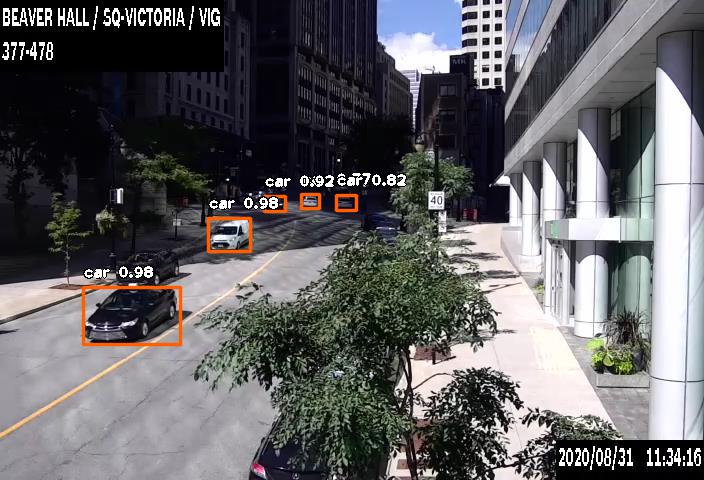 BEAVER HALL / SQ-VICTORIA / VIG
377-478
MK
car 0.92
car 0.82
car 0.98
40
car 0.98
2020/08/31 11:34:16